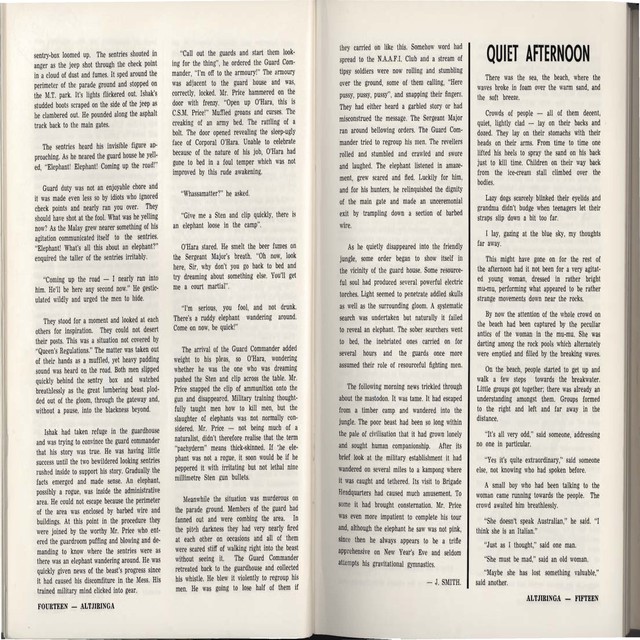 sentry-box loomed up. The sentries shouted in
anger as the jeep shot through the check point
in a cloud of dust and fumes. It sped around the
perimeter of the parade ground and stopped on
the M.T. park. It's lights flickered out. Ishak's
studded boots scraped on the side of the jeep as
he clambered out. He pounded along the asphalt
track back to the main gates.
The sentries heard his invisible figure ap-
proaching. As he neared the guard house he yell-
ed, "Elephant! Elephant! Coming up the road!"
Guard duty was not an enjoyable chore and
it was made even less so by idiots who ignored
check points and nearly ran you over. They
should have shot at the fool. What was he yelling
now? As the Malay grew nearer something of his
agitation communicated itself to the sentries.
"Elephant! What's all this about an elephant?"
enquired the taller of the sentries irritably.
"Coming up the road — I nearly ran into
him. He'll be here any second now." He gestic-
ulated wildly and urged the men to hide.
They stood for a moment and looked at each
others for inspiration. They could not desert
their posts. This was a situation not covered by
"Queen's Regulations." The matter was taken out
of their hands as a muffled, yet heavy padding
sound was heard on the road. Both men slipped
quickly behind the sentry box and watched
breathlessly as the great lumbering beast plod-
ded out of the gloom, through the gateway and,
without a pause, into the blackness beyond.
Ishak had taken refuge in the guardhouse
and was trying to convince the guard commander
that his story was true. He was having little
success until two bewildered looking sentries
rushed inside to support his story. Gradually the
facts emerged and made sense. An elephant,
possibly a rogue, was inside the administrative
area. He could not escape because the perimeter
of the area was enclosed by barbed wire and
buildings. At this point in the procedure they
were joined by the worthy Mr. Price who ent-
ered the guardroom puffing and blowing and de-
manding to know where the sentries were as
there was an elephant wandering around. He was
quickly given news of the beast's progress since
it had caused his discomfiture in the Mess. His
trained military mind clicked into gear.
FOURTEEN — ALTJIRINGA
"Call out the guards and start them look-
ing for the thing", he ordered the Guard Com-
mander, "I'm off to the armoury!" The armoury
was adjacent to the guard house and was,
correctly, locked. Mr. Price hammered on the
door with frenzy. "Open up O'Hara, this is
C.S.M. Price!" Muffled groans and curses. The
creaking of an army bed. The rattling of a
bolt. The door opened revealing the sleep-ugly
face of Corporal O'Hara. Unable to celebrate
because of the nature of his job, O'Hara had
gone to bed in a foul temper which was not
improved by this rude awakening.
"Whassamatter?" he asked.
"Give me a Sten and clip quickly, there is
an elephant loose in the camp".
O'Hara stared. He smelt the beer fumes on
the Sergeant Major's breath. "Oh now, look
here, Sir, why don't you go back to bed and
try dreaming about something else. You'll get
me a court martial".
"I'm serious, you fool, and not drunk.
There's a ruddy elephant wandering around.
Come on now, be quick!"
The arrival of the Guard Commander added
weight to his pleas, so O'Hara, wondering
whether he was the one who was dreaming
pushed the Sten and clip across the table. Mr.
Price snapped the clip of ammunition onto the
gun and disappeared. Military training thought-
fully taught men how to kill men, but the
slaughter of elephants was not normally con-
sidered. Mr. Price — not being much of a
naturalist, didn't therefore realise that the term
"pachyderm" means thick-skinned. If the ele-
phant was not a rogue, it soon would be if he
peppered it with irritating but not lethal nine
millimetre Sten gun bullets.
Meanwhile the situation was murderous on
the parade ground. Members of the guard had
fanned out and were combing the area. In
the pitch darkness they had very nearly fired
at each other on occasions and all of them
were scared stiff of walking right into the beast
without seeing it. The Guard Commander
retreated back to the guardhouse and collected
his whistle. He blew it violently to regroup his
men. He was going to lose half of them if
they carried on like this. Somehow word had
spread to the N.A.A.F.I. Club and a stream of
tipsy soldiers were now rolling and stumbling
over the ground, some of them calling, "Here
pussy, pussy, pussy", and snapping their fingers.
They had either heard a garbled story or had
misconstrued the message. The Sergeant Major
ran around bellowing orders. The Guard Com-
mander tried to regroup his men. The revellers
rolled and stumbled and crawled and swore
and laughed. The elephant listened in amaze-
ment, grew scared and fled. Luckily for him,
and for his hunters, he relinquished the dignity
of the main gate and made an unceremonial
exit by trampling down a section of barbed
wire.
As he quietly disappeared into the friendly
jungle, some order began to show itself in
the vicinity of the guard house. Some resource-
ful soul had produced several powerful electric
torches. Light seemed to penetrate addled skulls
as well as the surrounding gloom. A systematic
search was undertaken but naturally it failed
to reveal an elephant. The sober searchers went
to bed, the inebriated ones carried on for
several hours and the guards once more
assumed their role of resourceful fighting men.
The following morning news trickled through
about the mastodon. It was tame. It had escaped
from a timber camp and wandered into the
jungle. The poor beast had been so long within
the pale of civilisation that it had grown lonely
and sought human companionship. After its
brief look at the military establishment it had
wandered on several miles to a kampong where
it was caught and tethered. Its visit to Brigade
Headquarters had caused much amusement. To
some it had brought consternation. Mr. Price
was even more impatient to complete his tour
and, although the elephant he saw was not pink,
since then he always appears to be a trifle
apprehensive on New Year's Eve and seldom
attempts his gravitational gymnastics.
— J. SMITH.
QUIET AFTERNOON
There was the sea, the beach, where the
waves broke in foam over the warm sand, and
the soft breeze.
Crowds of people — all of them decent,
quiet, lightly clad — lay on their backs and
dozed. They lay on their stomachs with their
heads on their arms. From time to time one
lifted his heels to spray the sand on his back
just to kill time. Children on their way back
from the ice-cream stall climbed over the
bodies.
Lazy dogs scarcely blinked their eyelids and
grandma didn't budge when teenagers let their
straps slip down a bit too far.
I lay, gazing at the blue sky, my thoughts
far away.
This might have gone on for the rest of
the afternoon had it not been for a very agitat-
ed young woman, dressed in rather bright
mu-mu, performing what appeared to be rather
strange movements down near the rocks.
By now the attention of the whole crowd on
the beach had been captured by the peculiar
antics of the woman in the mu-mu. She was
darting among the rock pools which alternately
were emptied and filled by the breaking waves.
On the beach, people started to get up and
walk a few steps towards the breakwater.
Little groups got together; there was already an
understanding amongst them. Groups formed
to the right and left and far away in the
distance.
"It's all very odd," said someone, addressing
no one in particular.
"Yes it's quite extraordinary," said someone
else, not knowing who had spoken before.
A small boy who had been talking to the
woman came running towards the people. The
crowd awaited him breathlessly.
"She doesn't speak Australian," he said. "I
think she is an Italian."
"Just as I thought," said one man.
"She must be mad," said an old woman.
"Maybe she has lost something valuable,"
said another.
ALTJIRINGA — FIFTEEN